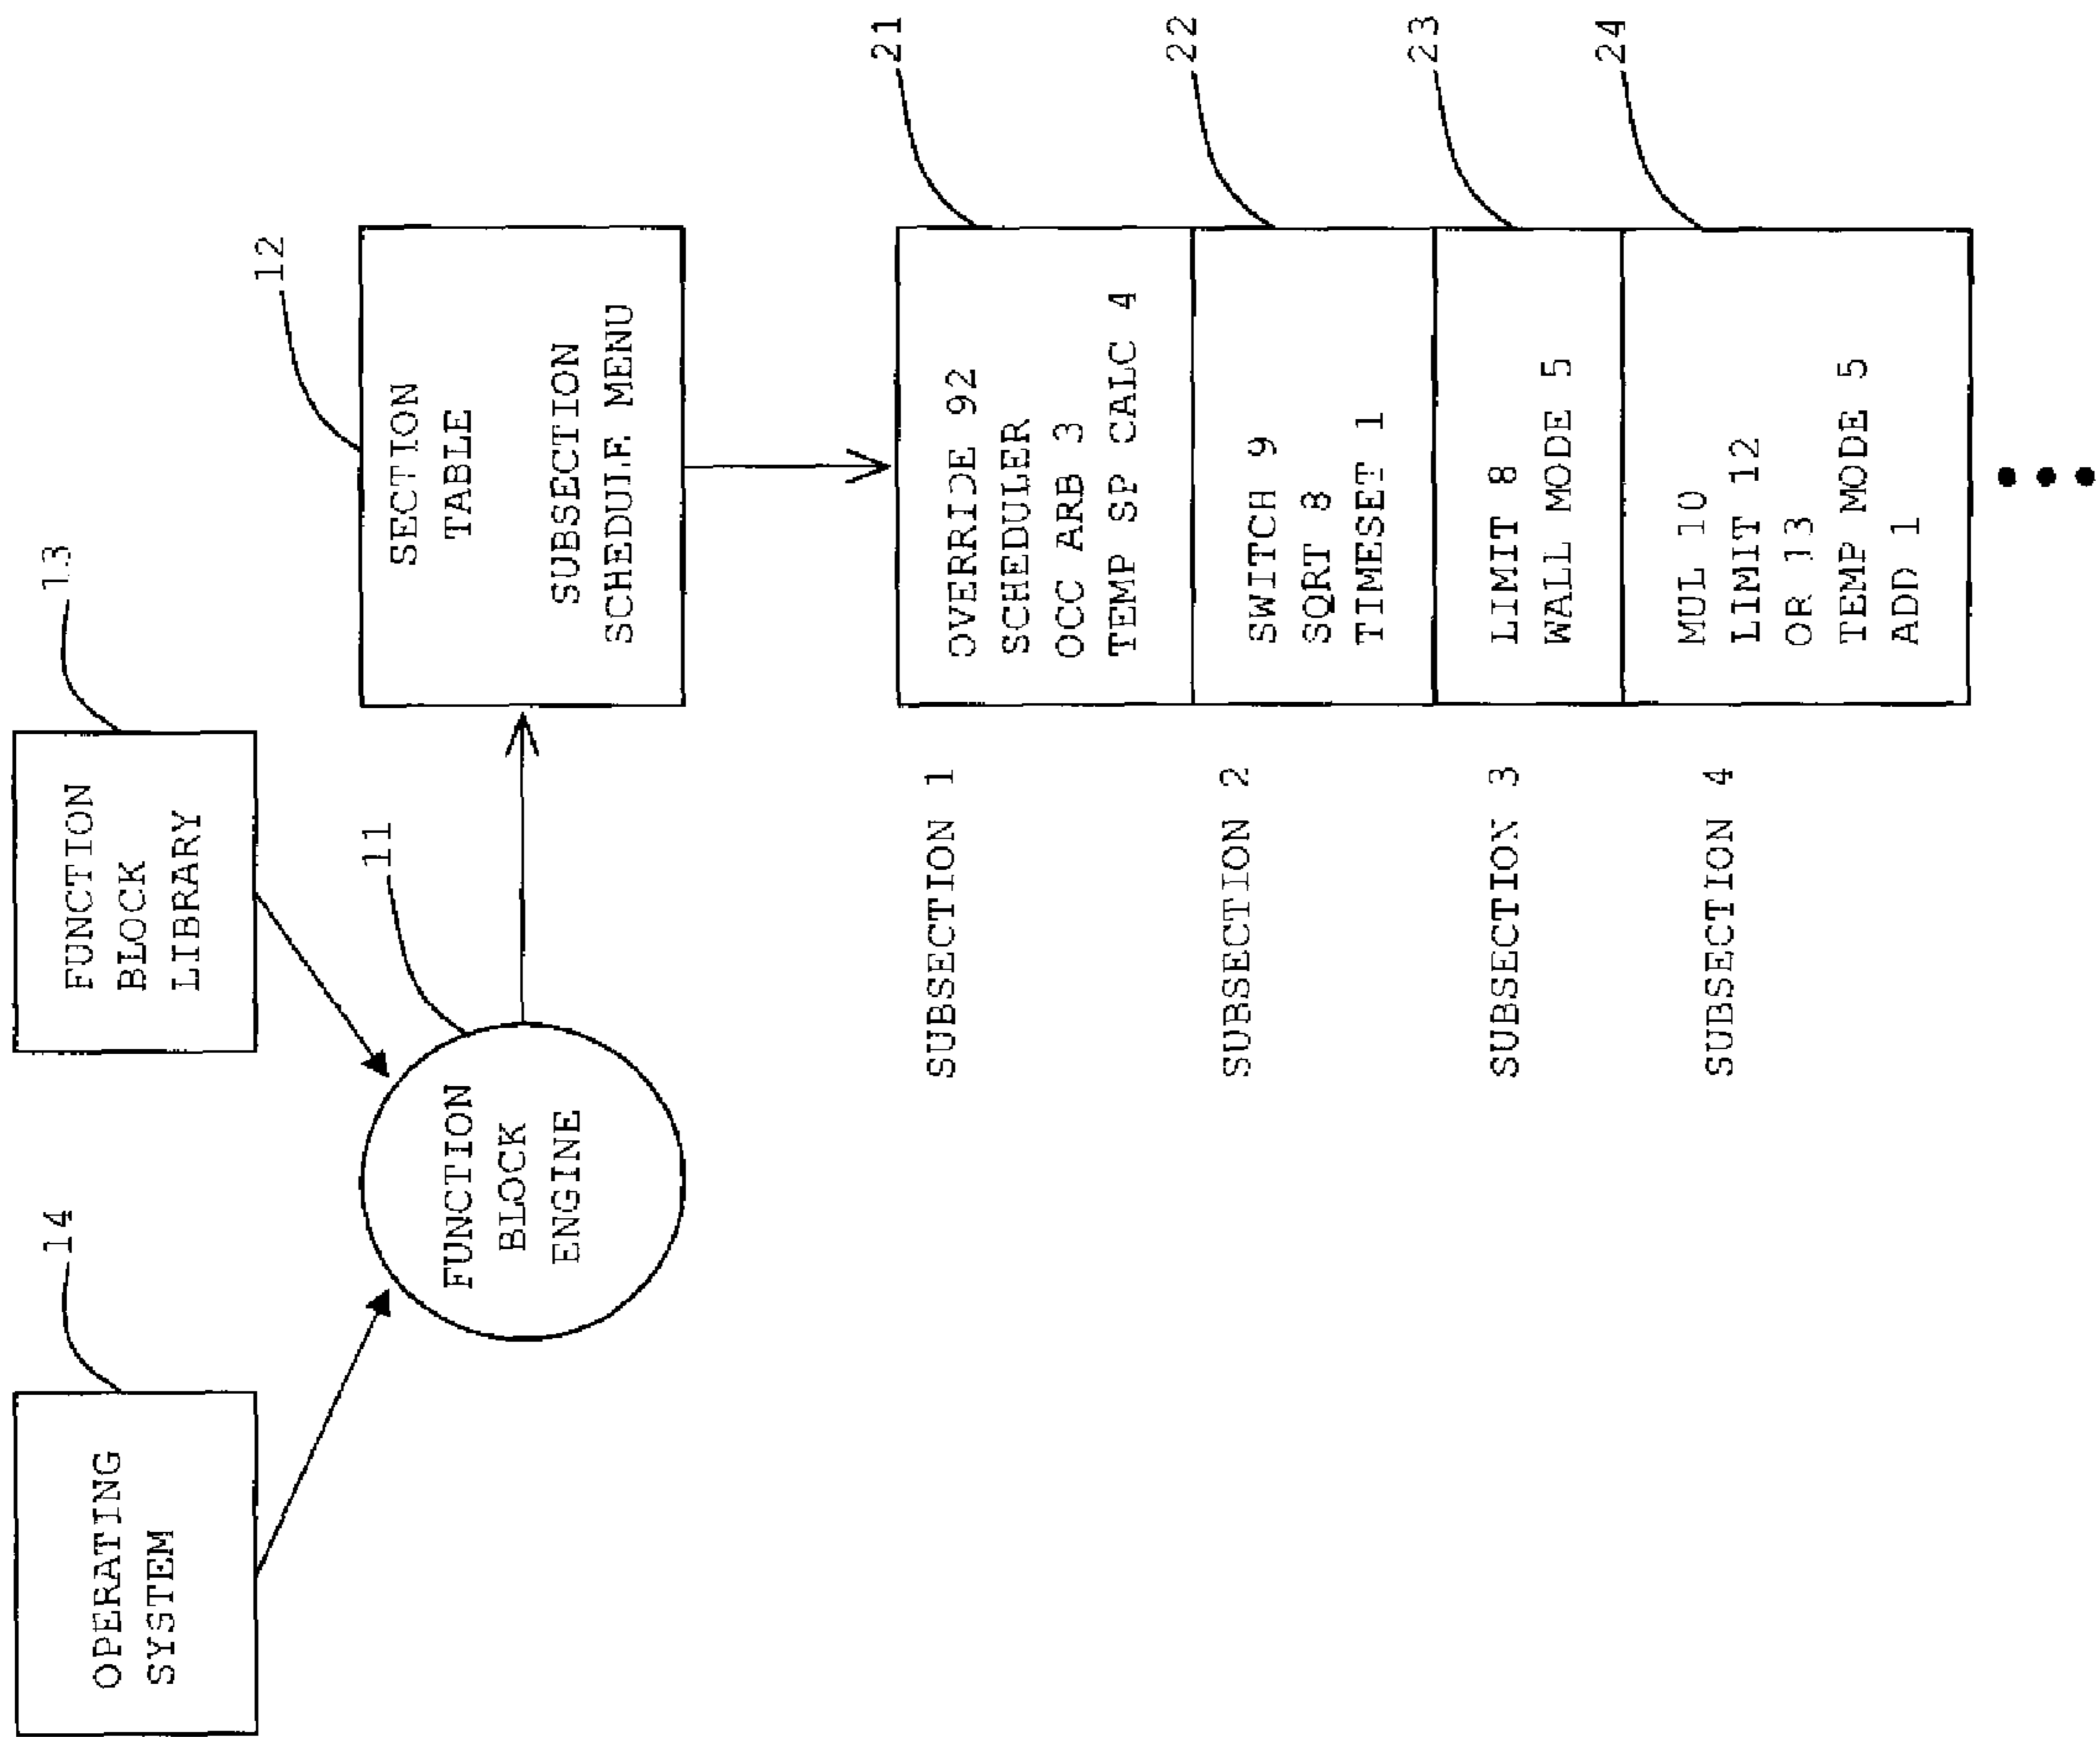 14
OPERATING
SYSTEM
13
FUNCTION
BLOCK
LIBRARY
11
FUNCTION
BLOCK
ENGINE
12
SECTION
TABLE
SUBSECTION
SCHEDULE MENU
SUBSECTION 1
OVERRIDE 92
SCHEDULER
OCC ARB 3
TEMP SP CALC 4
21
SUBSECTION 2
SWITCH 9
SQRT 8
TIMESET 1
22
SUBSECTION 3
LIMIT 8
WALL MODE 5
23
SUBSECTION 4
MUL 10
LIMIT 12
OR 13
TEMP MODE 5
ADD 1
24